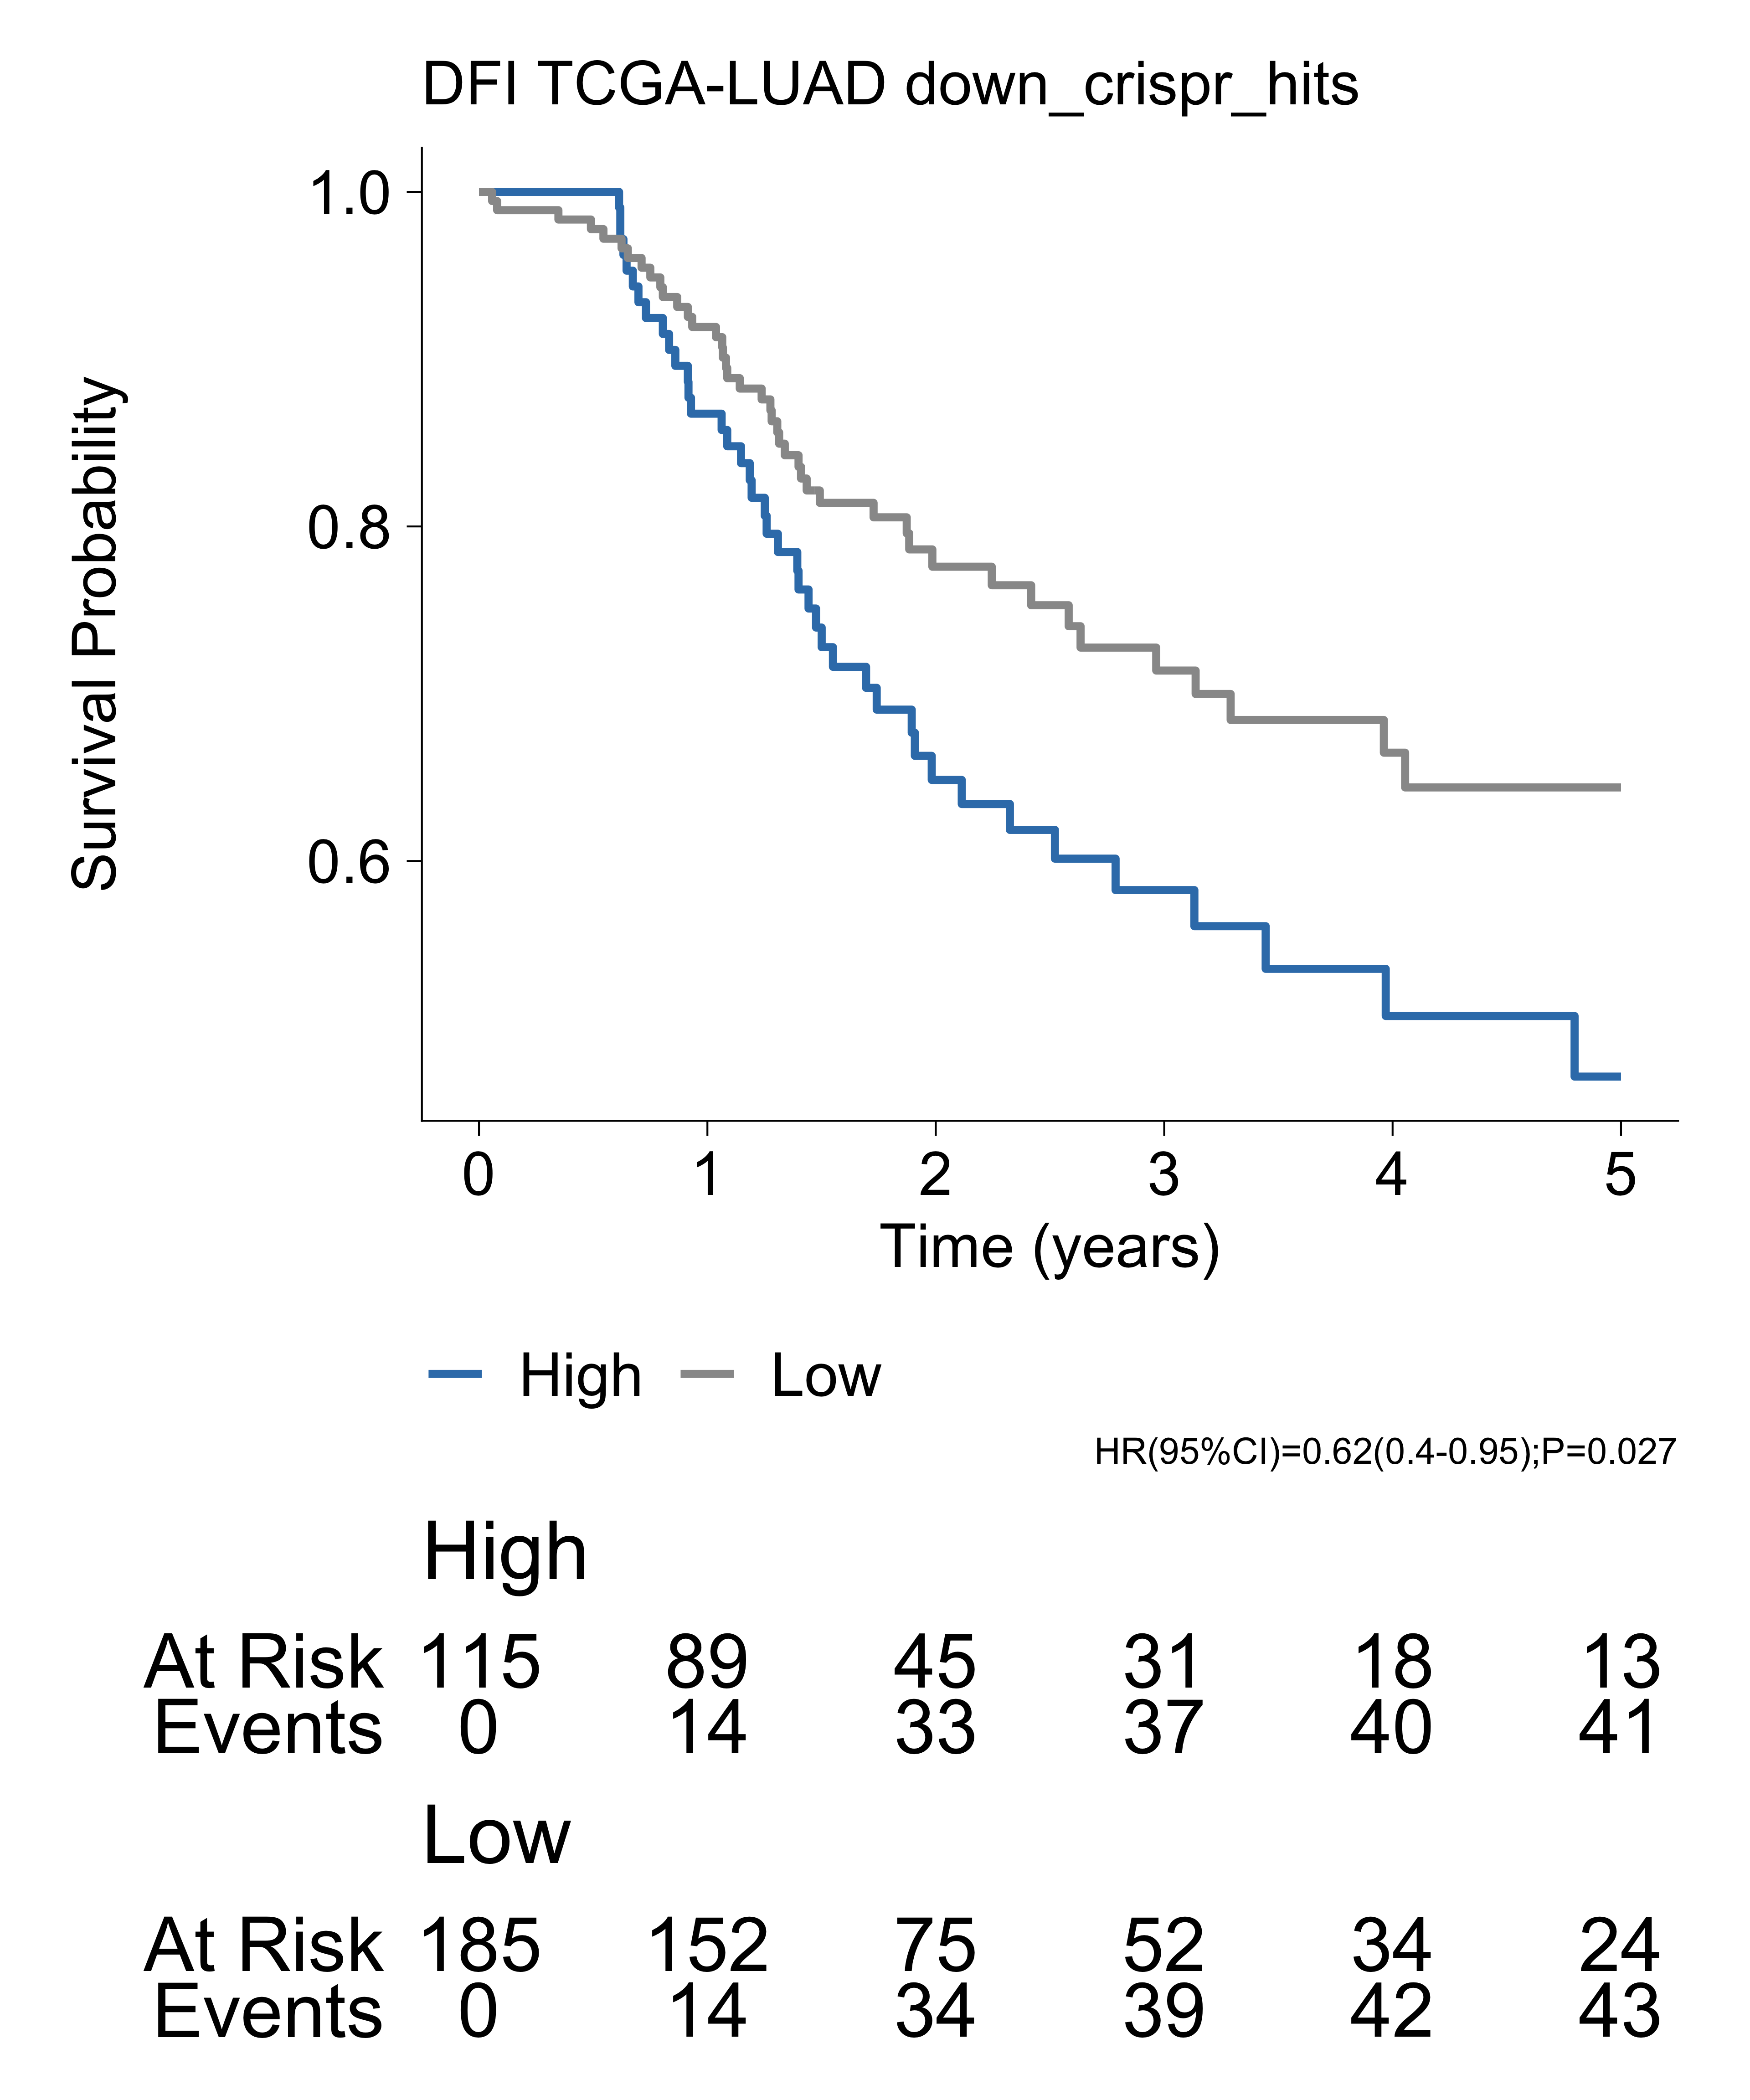 DFI TCGA-LUAD down_crispr_hits
Survival Probability
1.0
0.8
0.6
0 1 2 3 4 5
Time (years)
High Low
HR(95%CI)=0.62(0.4-0.95);P=0.027
High
At Risk 115 89 45 31 18 13
Events 0 14 33 37 40 41
Low
At Risk 185 152 75 52 34 24
Events 0 14 34 39 42 43